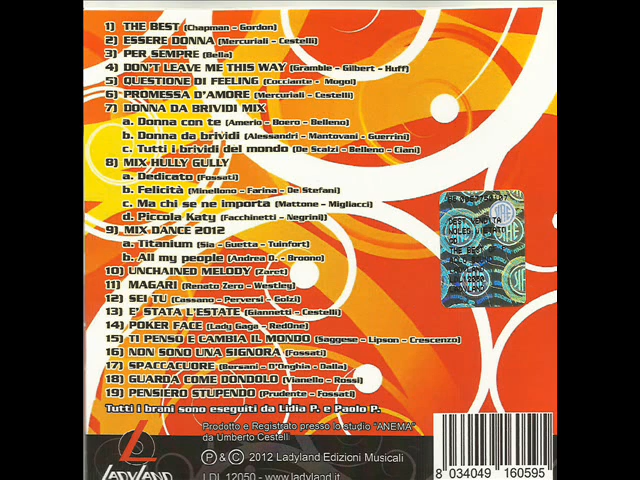 1) THE BEST (Chapman - Gordon)
2) ESSERE DONNA (Mercuriali - Cestelli)
3) PER SEMPRE (Bella)
4) DON'T LEAVE ME THIS WAY (Gramble - Gilbert - Huff)
5) QUESTIONE DI FEELING (Cocciante - Mogol)
6) PROMESSA D'AMORE (Mercuriali - Cestelli)
7) DONNA DA BRIVIDI MIX
a. Donna con te (Amerio - Boero - Belleno)
b. Donna da brividi (Alessandri - Mantovani - Guerrini)
c. Tutti i brividi del mondo (De Scalzi - Belleno - Ciani)
8) MIX HULLY GULLY
a. Dedicato (Fossati)
b. Felicità (Minellono - Farina - De Stefani)
c. Ma chi se ne importa (Mattone - Migliacci)
d. Piccola Katy (Facchinetti - Negrini)
9) MIX DANCE 2012
a. Titanium (Sia - Guetta - Tuinfort)
b. All my people (Andrea D. - Broono)
10) UNCHAINED MELODY (Zaret)
11) MAGARI (Renato Zero - Westley)
12) SEI TU (Cassano - Perversi - Golzi)
13) E' STATA L'ESTATE (Giannetti - Cestelli)
14) POKER FACE (Lady Gaga - RedOne)
15) TI PENSO E CAMBIA IL MONDO (Saggese - Lipson - Crescenzo)
16) NON SONO UNA SIGNORA (Fossati)
17) SPACCACUORE (Bersani - D'Onghia - Dalla)
18) GUARDA COME DONDOLO (Vianello - Rossi)
19) PENSIERO STUPENDO (Prudente - Fossati)
Tutti i brani sono eseguiti da Lidia P. e Paolo P.
Prodotto e Registrato presso lo studio "ANEMA"
da Umberto Cestelli
℗ & © 2012 Ladyland Edizioni Musicali
LADYLAND
LDL 12050 - www.ladyland.it
8 034049 160595
SIAE
THE BEST